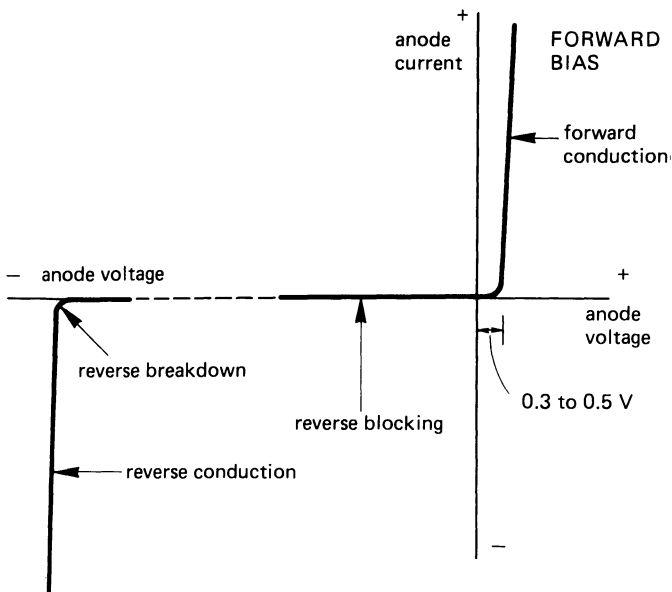 +
anode
current
FORWARD
BIAS
forward
conduction
− anode voltage
+
anode
voltage
reverse breakdown
0.3 to 0.5 V
reverse blocking
reverse conduction
−